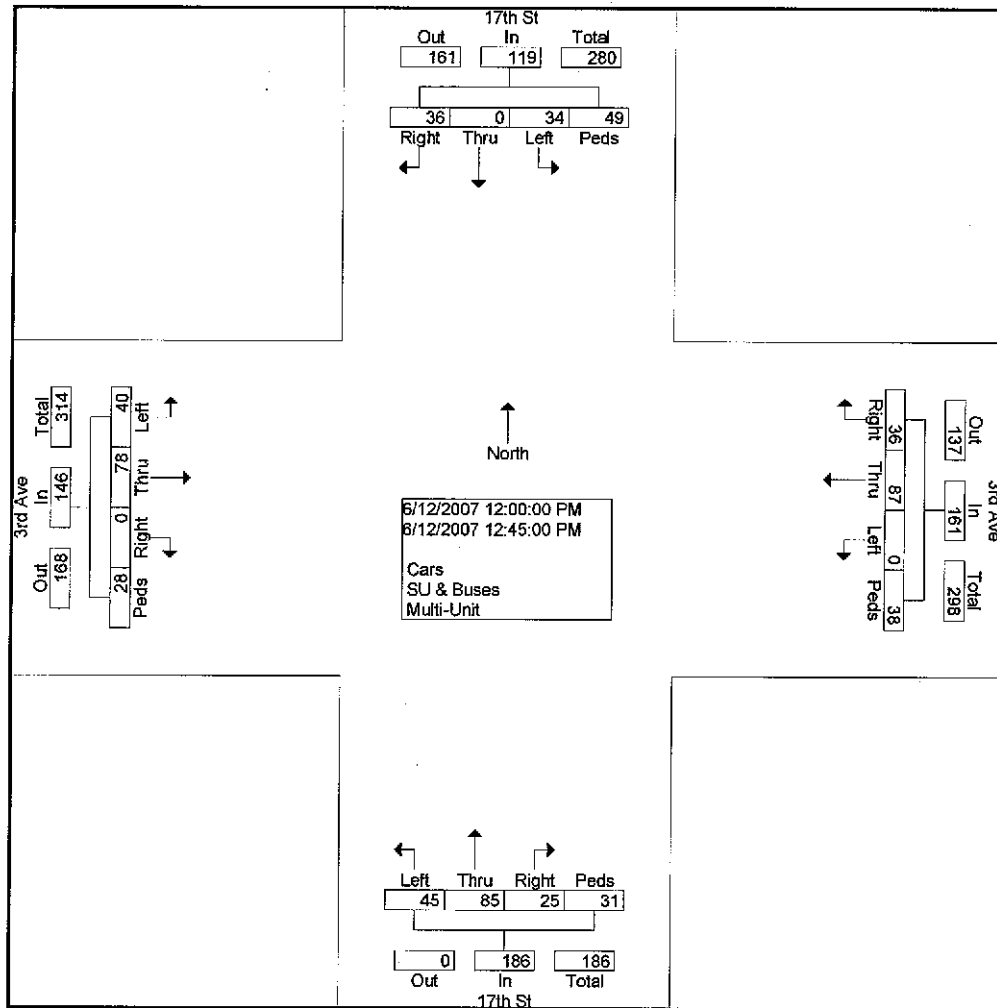 17th St
Out In Total
161 119 280
36 0 34 49
Right Thru Left Peds
North
6/12/2007 12:00:00 PM
6/12/2007 12:45:00 PM
Cars
SU & Buses
Multi-Unit
3rd Ave
Total In Out
314 146 168
40 78 0 28
Left Thru Right Peds
3rd Ave
Out In Total
137 161 298
36 87 0 38
Right Thru Left Peds
Left Thru Right Peds
45 85 25 31
0 186 186
Out In Total
17th St